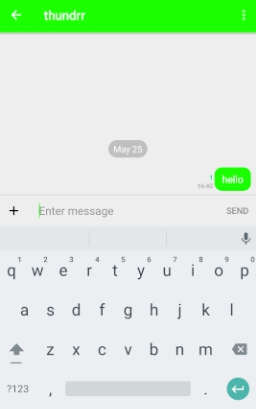 thundrr
May 25
1
16:40
hello
Enter message
SEND
1 2 3 4 5 6 7 8 9 0
q w e r t y u i o p
a s d f g h j k l
z x c v b n m
?123 , .